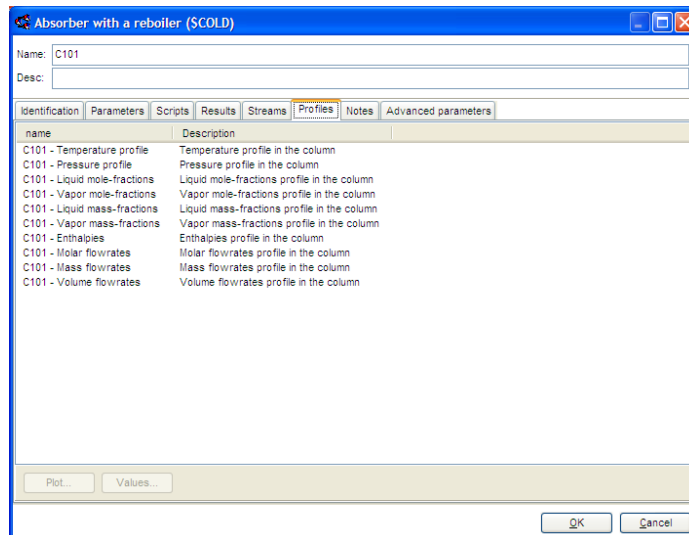 Absorber with a reboiler ($COLD)
Name: C101
Desc:
Identification Parameters Scripts Results Streams Profiles Notes Advanced parameters
name Description
C101 - Temperature profile Temperature profile in the column
C101 - Pressure profile Pressure profile in the column
C101 - Liquid mole-fractions Liquid mole-fractions profile in the column
C101 - Vapor mole-fractions Vapor mole-fractions profile in the column
C101 - Liquid mass-fractions Liquid mass-fractions profile in the column
C101 - Vapor mass-fractions Vapor mass-fractions profile in the column
C101 - Enthalpies Enthalpies profile in the column
C101 - Molar flowrates Molar flowrates profile in the column
C101 - Mass flowrates Mass flowrates profile in the column
C101 - Volume flowrates Volume flowrates profile in the column
Plot... Values...
OK Cancel